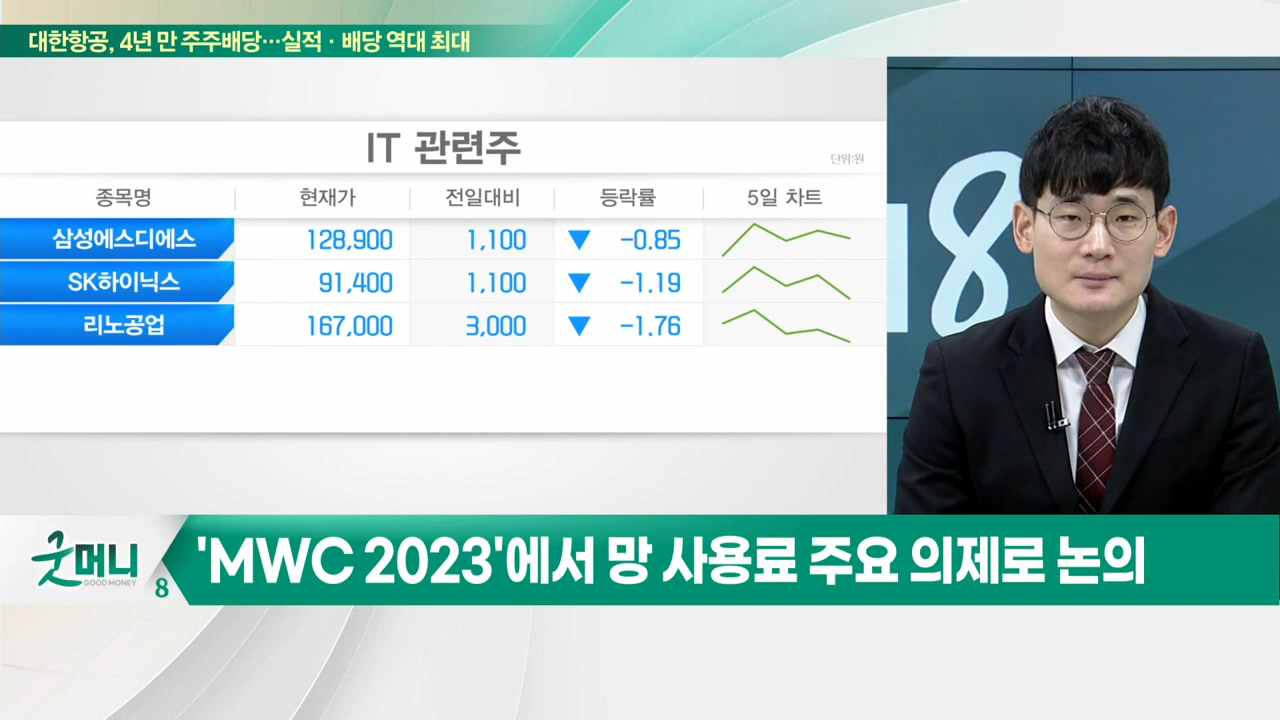 대한항공, 4년 만 주주배당…실적·배당 역대 최대
IT 관련주
단위:원
종목명 현재가 전일대비 등락률 5일 차트
삼성에스디에스 128,900 1,100 ▼ -0.85
SK하이닉스 91,400 1,100 ▼ -1.19
리노공업 167,000 3,000 ▼ -1.76
8
굿머니
GOOD MONEY
8
'MWC 2023'에서 망 사용료 주요 의제로 논의